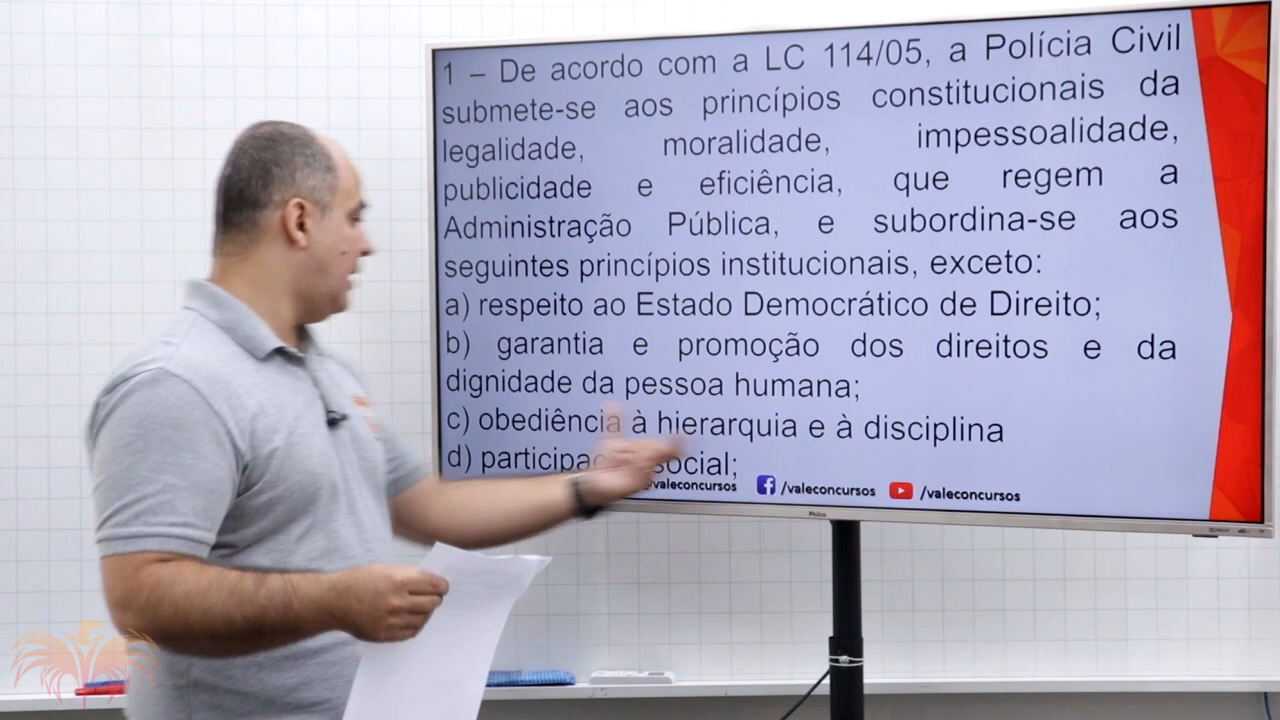 1 – De acordo com a LC 114/05, a Polícia Civil
submete-se aos princípios constitucionais da
legalidade, moralidade, impessoalidade,
publicidade e eficiência, que regem a
Administração Pública, e subordina-se aos
seguintes princípios institucionais, exceto:
a) respeito ao Estado Democrático de Direito;
b) garantia e promoção dos direitos e da
dignidade da pessoa humana;
c) obediência à hierarquia e à disciplina
d) social;
/valeconcursos /valeconcursos
Philco